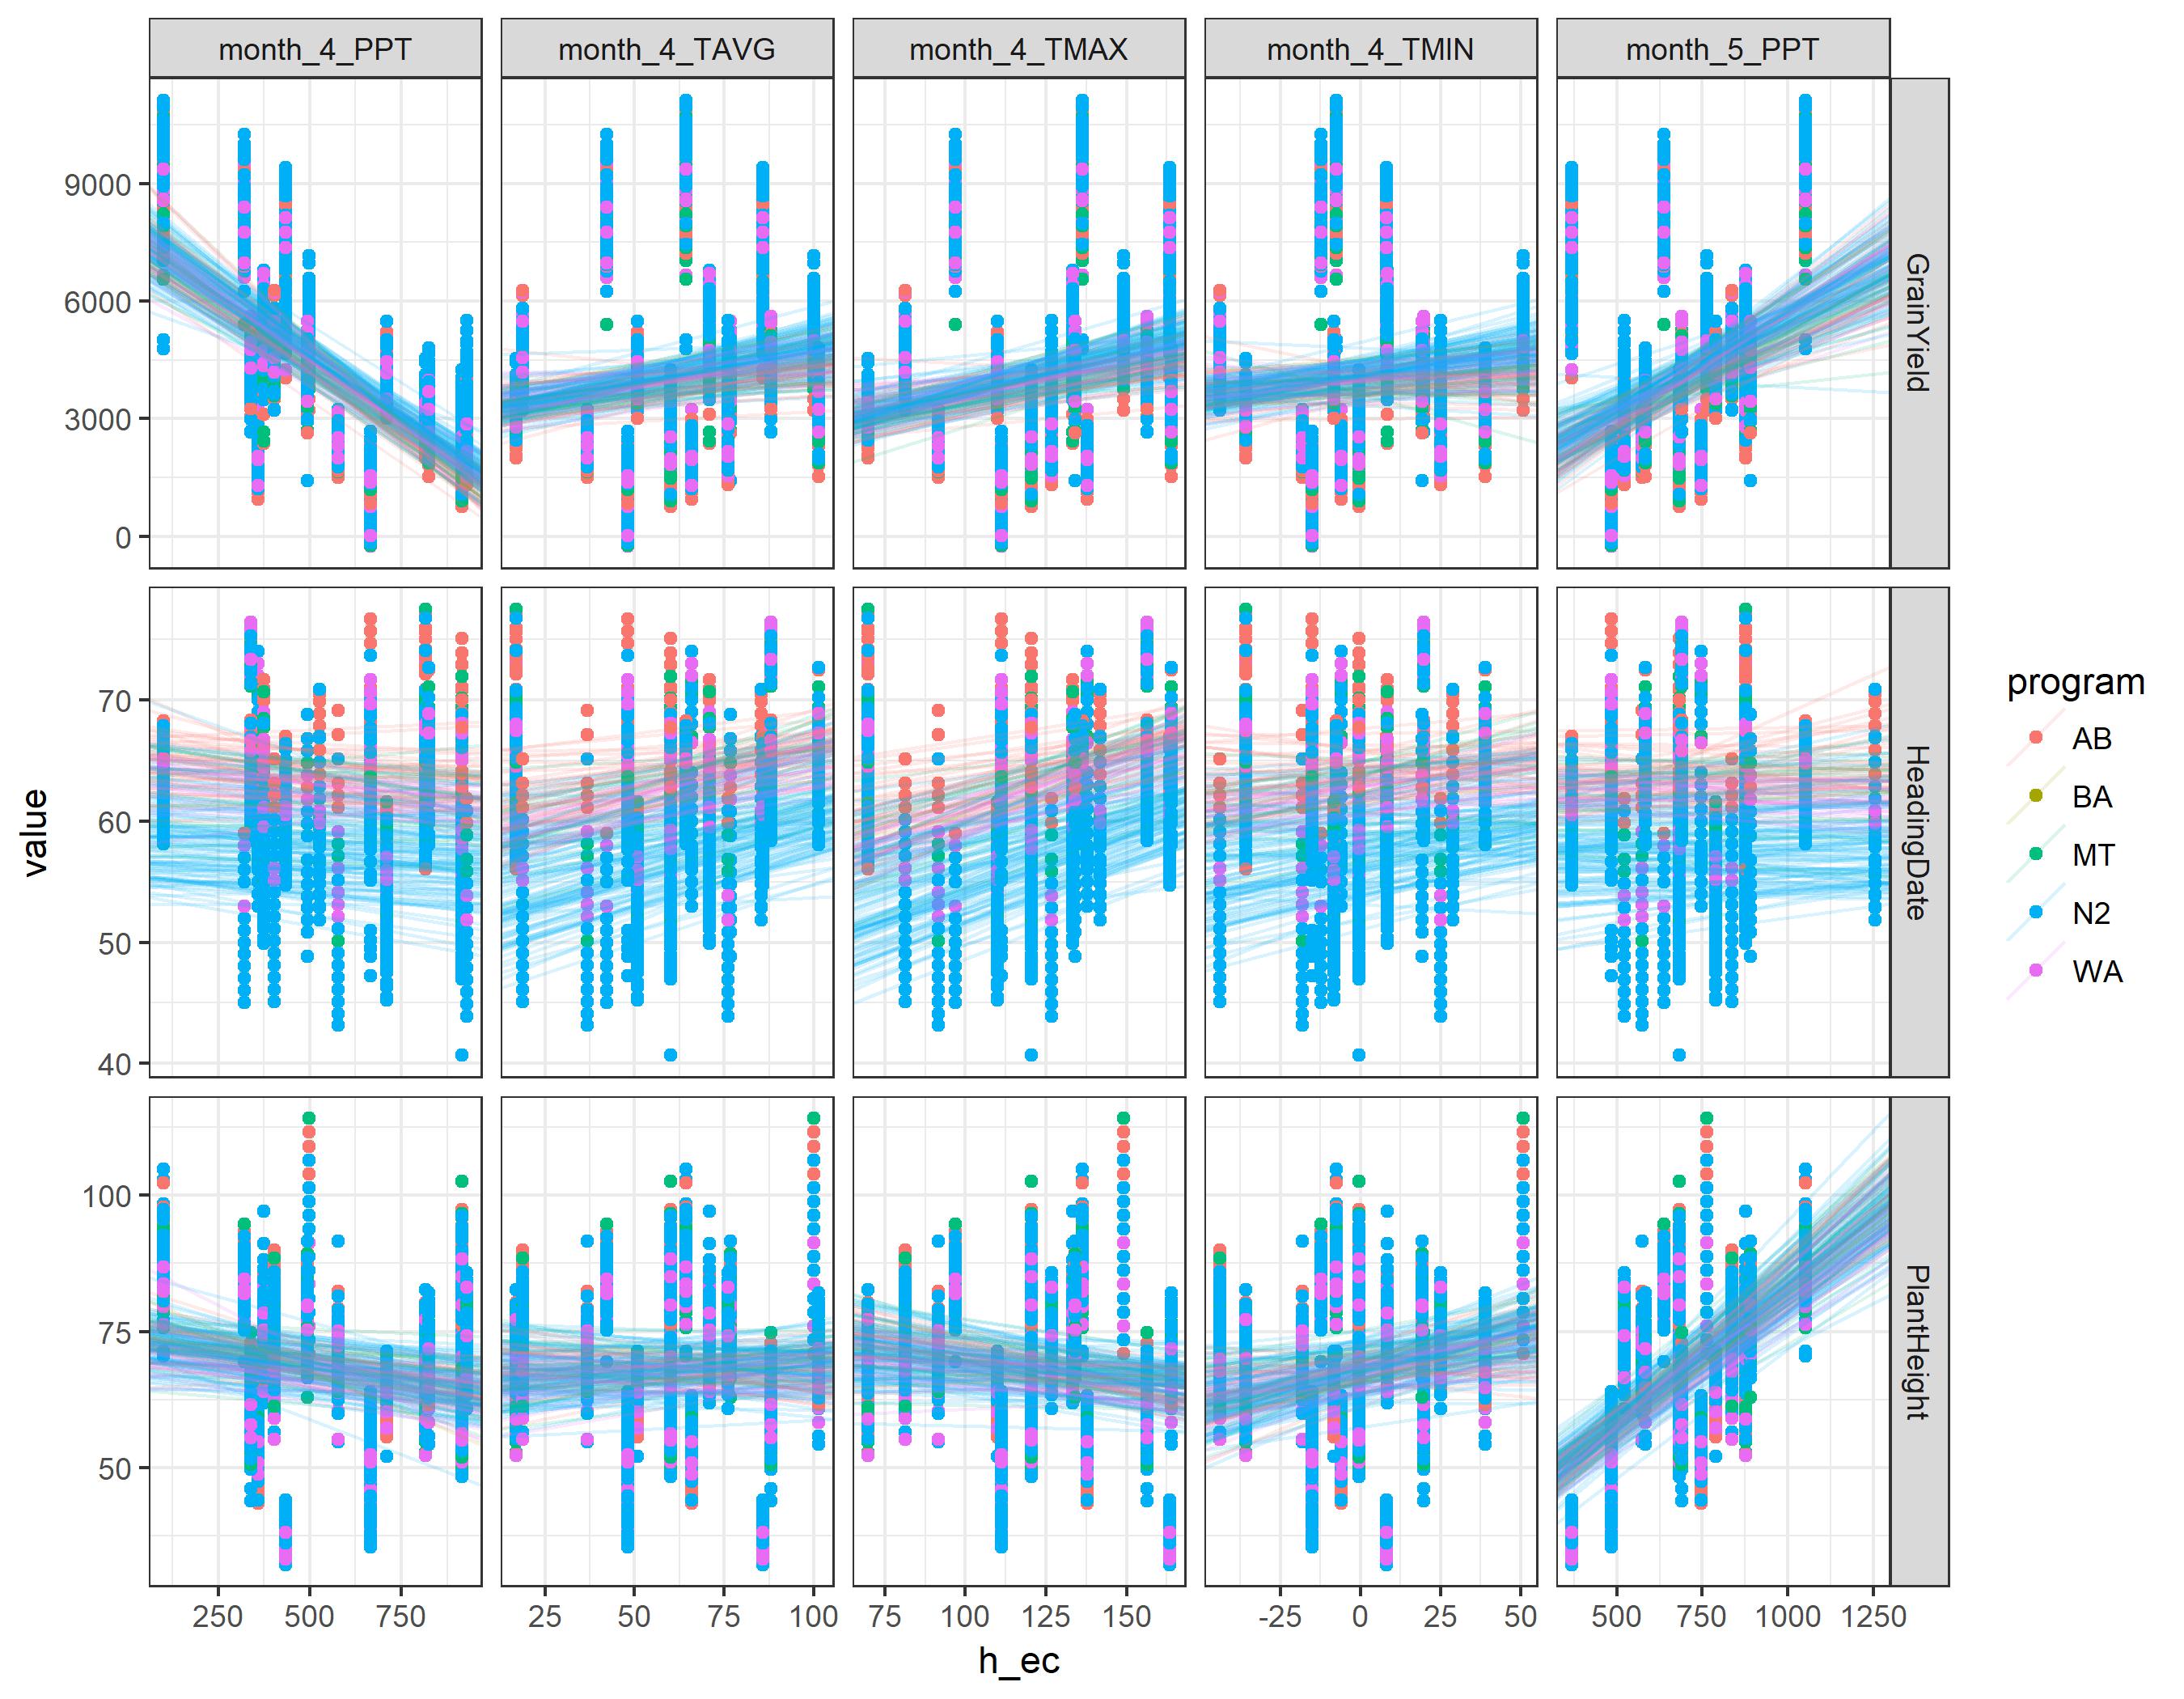 month_4_PPT month_4_TAVG month_4_TMAX month_4_TMIN month_5_PPT
9000
6000
3000
0
GrainYield
70
60
50
40
HeadingDate
100
75
50
PlantHeight
250 500 750 25 50 75 100 75 100 125 150 -25 0 25 50 500 750 1000 1250
h_ec
value
program
AB
BA
MT
N2
WA